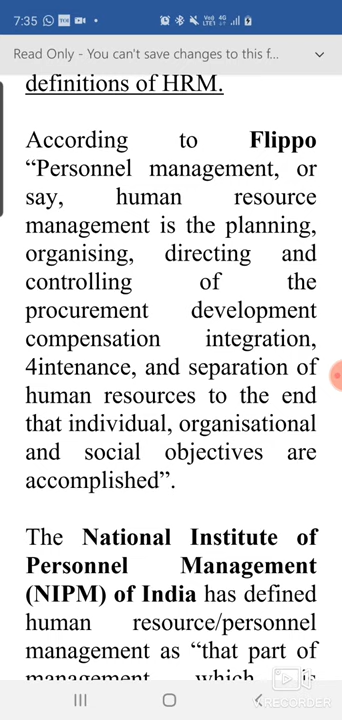 7:35
Read Only - You can't save changes to this f...
definitions of HRM.
According to Flippo
“Personnel management, or
say, human resource
management is the planning,
organising, directing and
controlling of the
procurement development
compensation integration,
4intenance, and separation of
human resources to the end
that individual, organisational
and social objectives are
accomplished”.
The National Institute of
Personnel Management
(NIPM) of India has defined
human resource/personnel
management as “that part of
management which is
RECORDER